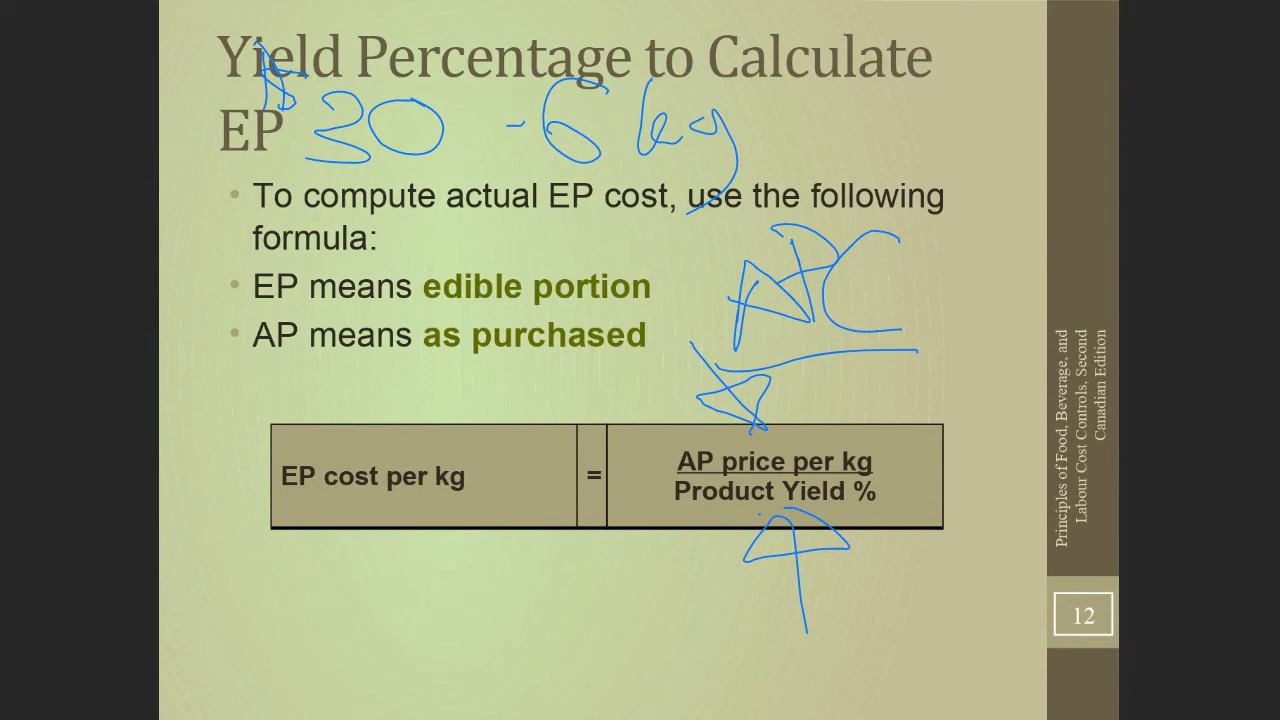 Yield Percentage to Calculate
EP
30 - 6 kg
To compute actual EP cost, use the following
formula:
EP means edible portion
AP means as purchased
APC
EP cost per kg = AP price per kg
Product Yield %
Principles of Food, Beverage, and
Labour Cost Controls, Second
Canadian Edition
12